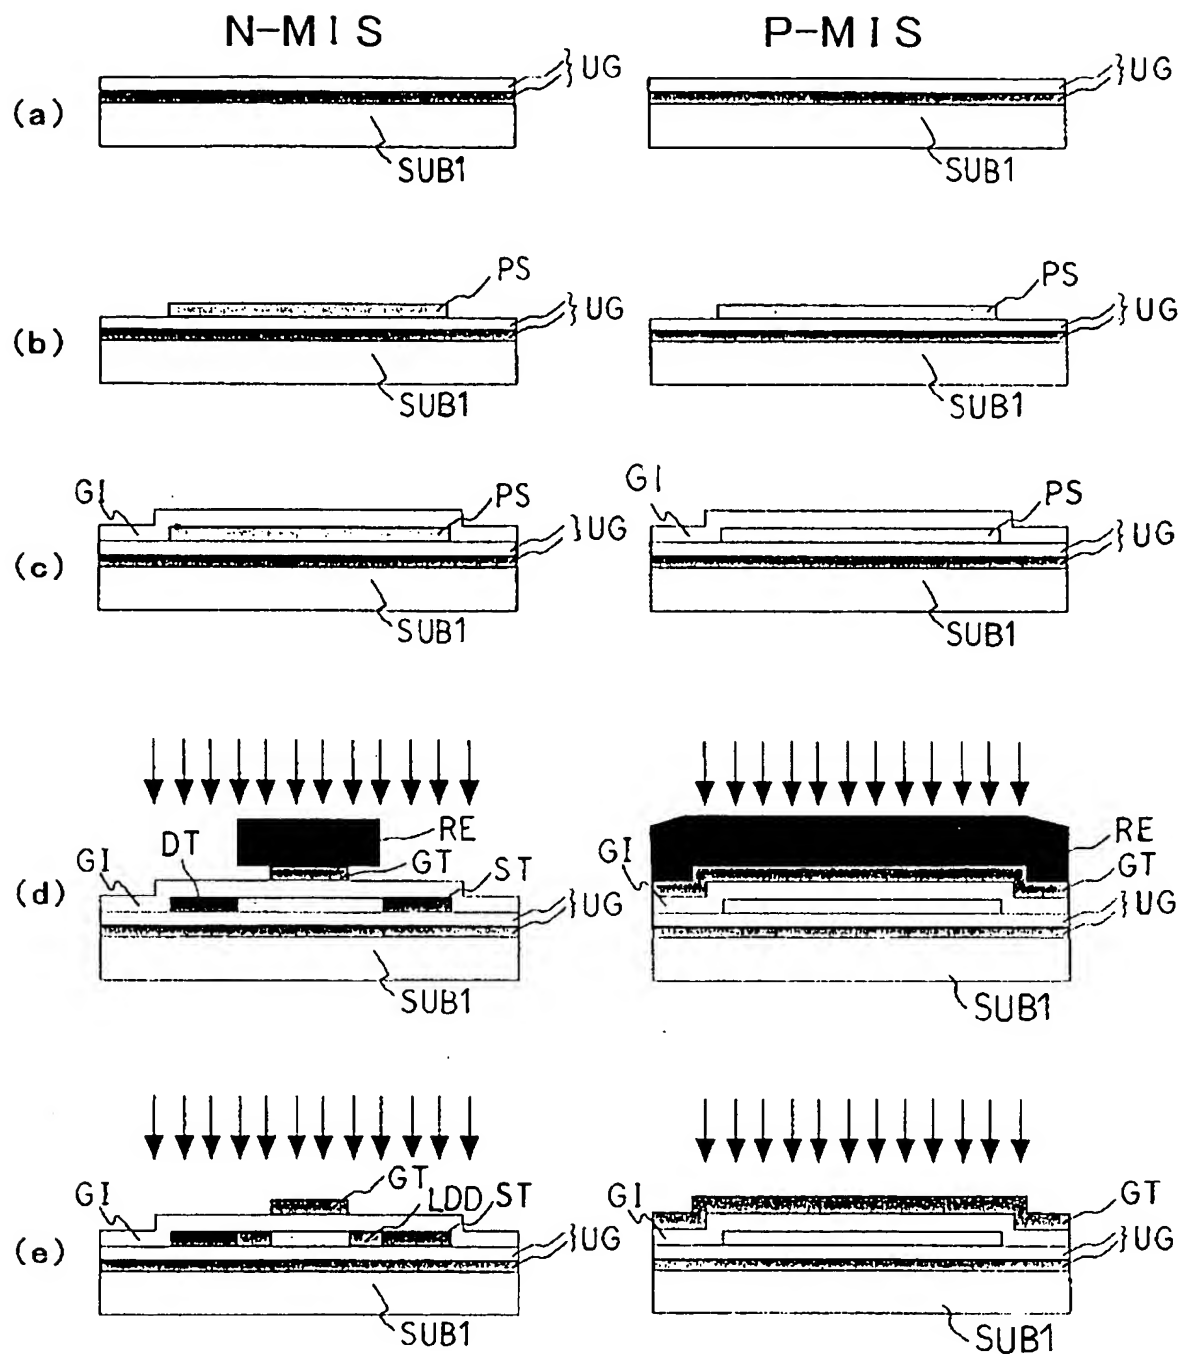 N-MIS P-MIS
UG UG
(a)
SUB1 SUB1
PS PS
UG UG
(b)
SUB1 SUB1
GI PS GI PS
UG UG
(c)
SUB1 SUB1
RE RE
DT GT GI GT
GI ST
(d) UG UG
SUB1 SUB1
GI GT LDD ST GI GT
(e) UG UG
SUB1 SUB1